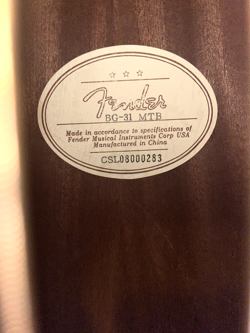 Fender
BG-31 MTB
Made in accordance to specifications of
Fender Musical Instruments Corp USA
Manufactured in China
CSL08000283